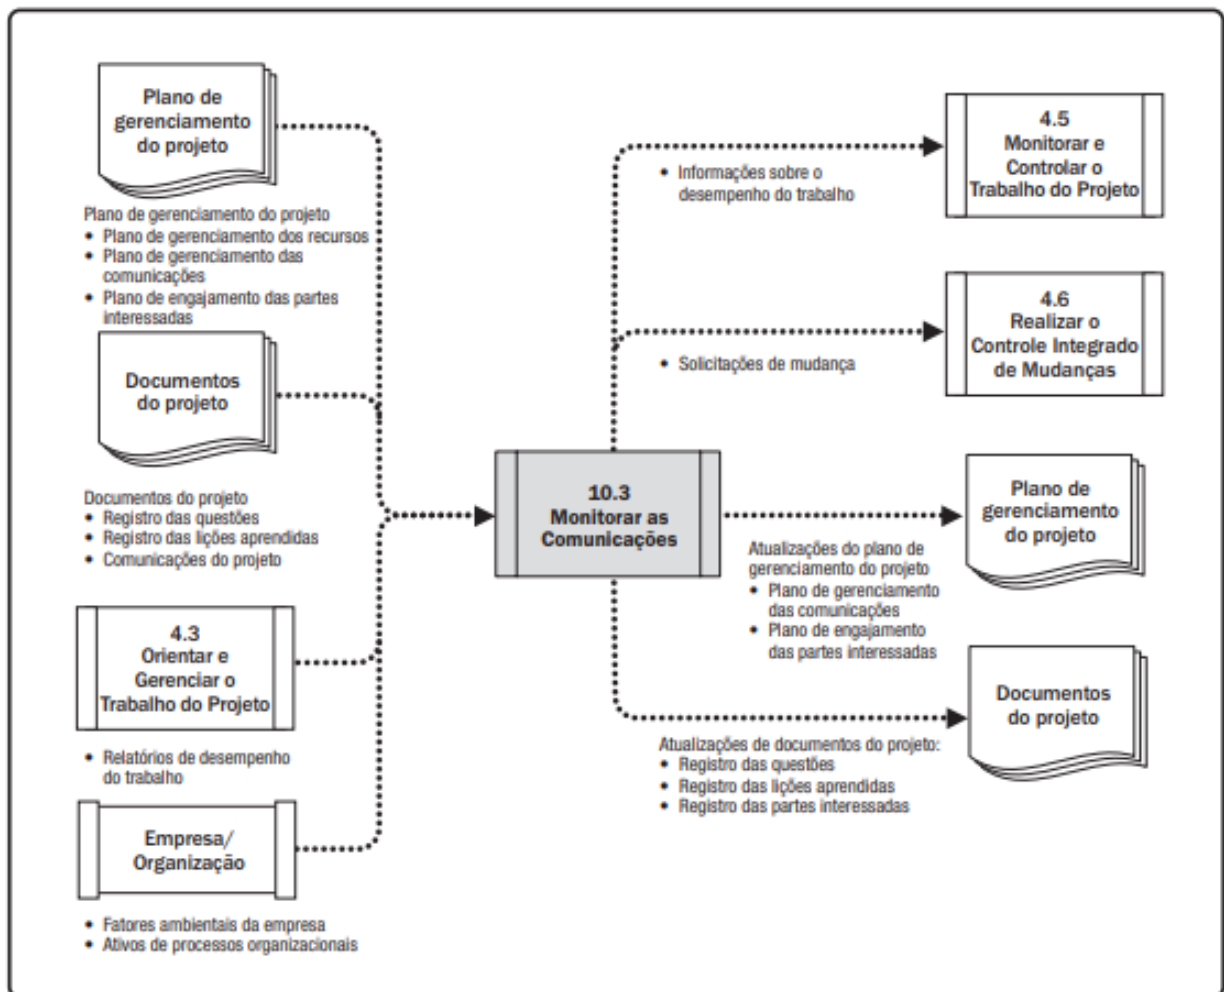 Plano de
gerenciamento
do projeto
Plano de gerenciamento do projeto
• Plano de gerenciamento dos recursos
• Plano de gerenciamento das
comunicações
• Plano de engajamento das partes
interessadas
Documentos
do projeto
Documentos do projeto
• Registro das questões
• Registro das lições aprendidas
• Comunicações do projeto
4.3
Orientar e
Gerenciar o
Trabalho do Projeto
• Relatórios de desempenho
do trabalho
Empresa/
Organização
• Fatores ambientais da empresa
• Ativos de processos organizacionais
10.3
Monitorar as
Comunicações
• Informações sobre o
desempenho do trabalho
4.5
Monitorar e
Controlar o
Trabalho do Projeto
• Solicitações de mudança
4.6
Realizar o
Controle Integrado
de Mudanças
Atualizações do plano de
gerenciamento do projeto
• Plano de gerenciamento
das comunicações
• Plano de engajamento
das partes interessadas
Plano de
gerenciamento
do projeto
Atualizações de documentos do projeto:
• Registro das questões
• Registro das lições aprendidas
• Registro das partes interessadas
Documentos
do projeto